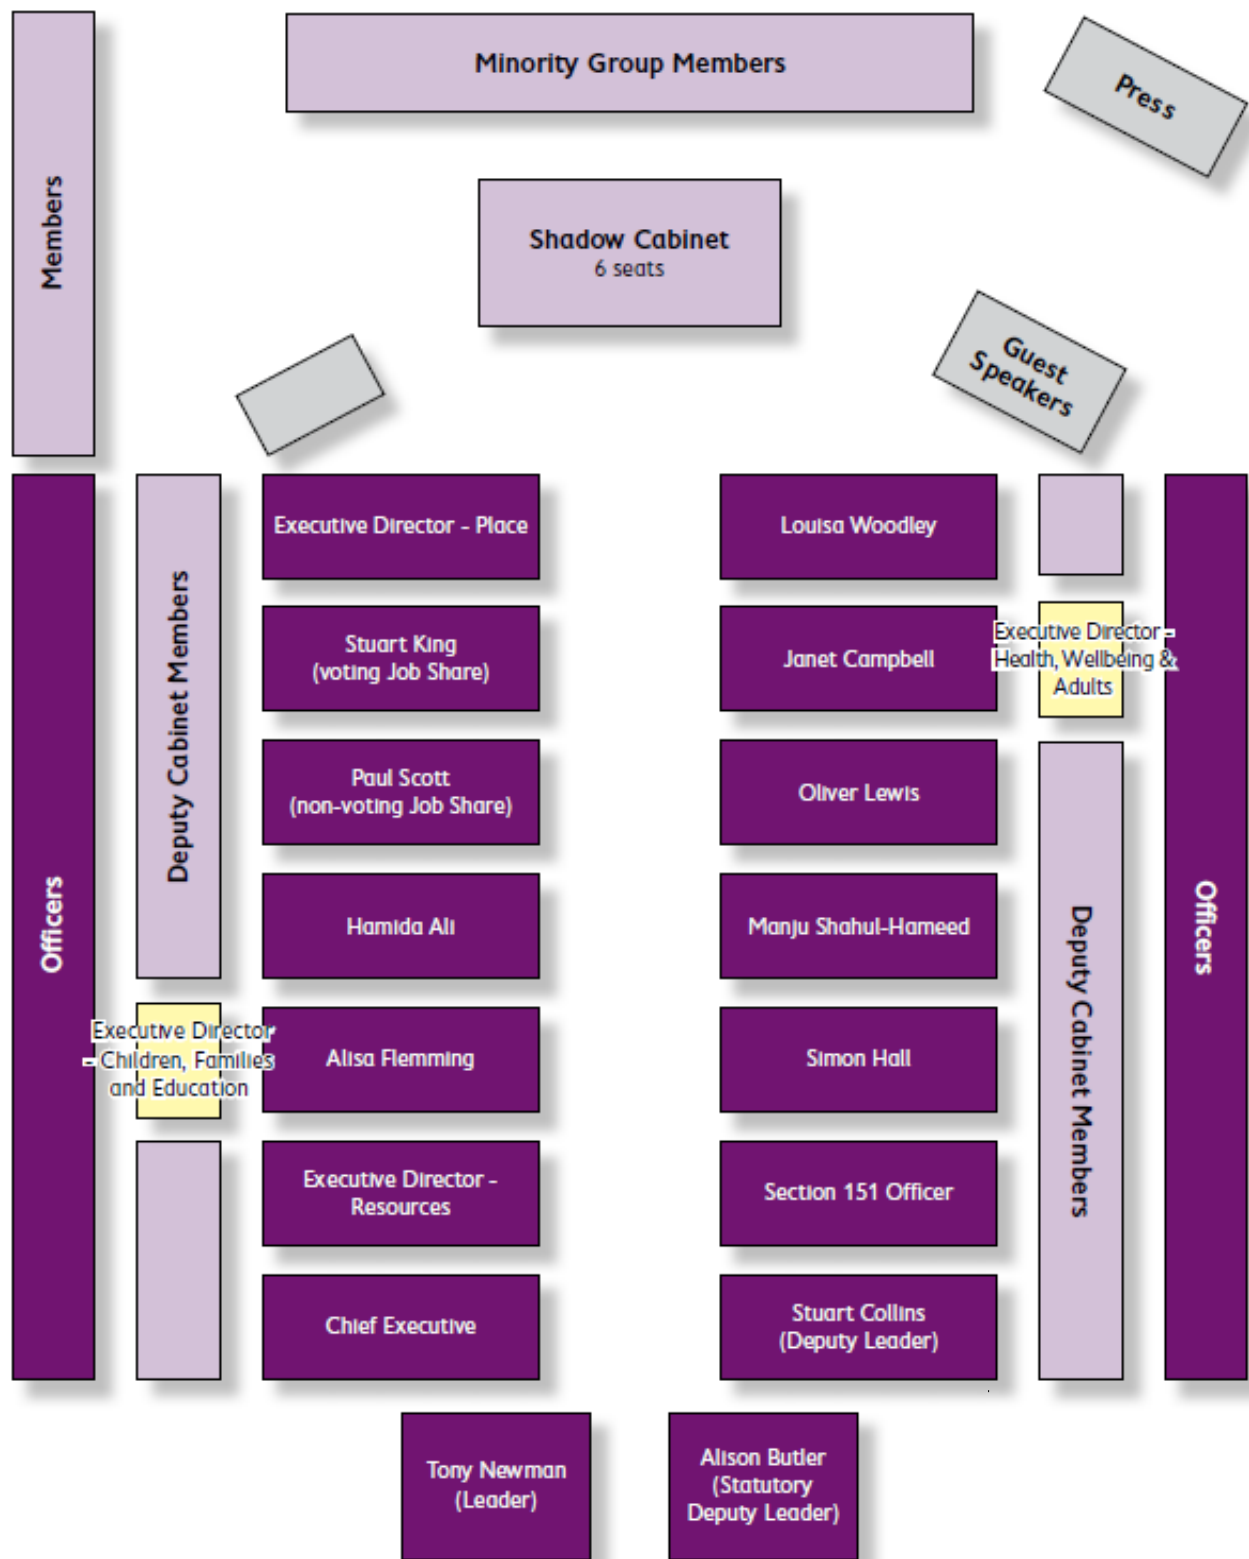 Minority Group Members
Press
Members
Shadow Cabinet
6 seats
Guest
Speakers
Officers
Deputy Cabinet Members
Executive Director - Place
Stuart King
(voting Job Share)
Paul Scott
(non-voting Job Share)
Hamida Ali
Executive Director
- Children, Families
and Education
Alisa Flemming
Executive Director -
Resources
Chief Executive
Louisa Woodley
Janet Campbell
Executive Director -
Health, Wellbeing &
Adults
Oliver Lewis
Manju Shahul-Hameed
Simon Hall
Section 151 Officer
Stuart Collins
(Deputy Leader)
Deputy Cabinet Members
Officers
Tony Newman
(Leader)
Alison Butler
(Statutory
Deputy Leader)